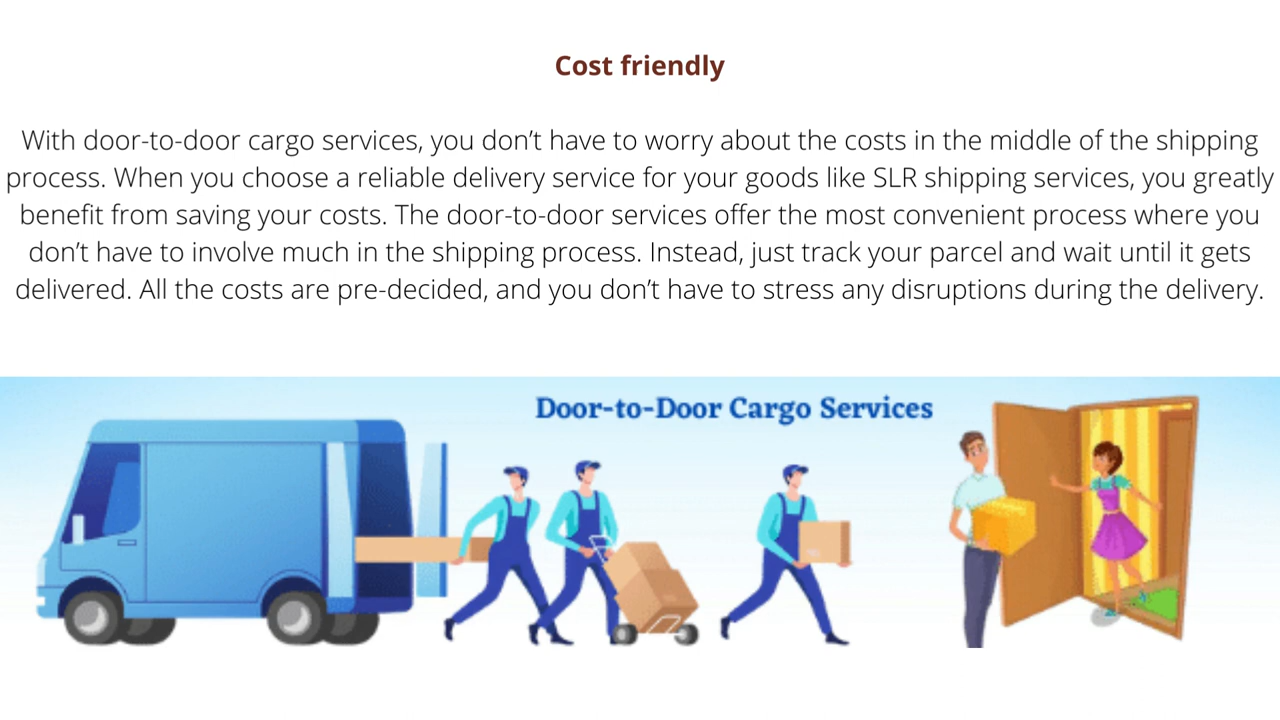 Cost friendly
With door-to-door cargo services, you don’t have to worry about the costs in the middle of the shipping
process. When you choose a reliable delivery service for your goods like SLR shipping services, you greatly
benefit from saving your costs. The door-to-door services offer the most convenient process where you
don’t have to involve much in the shipping process. Instead, just track your parcel and wait until it gets
delivered. All the costs are pre-decided, and you don’t have to stress any disruptions during the delivery.
Door-to-Door Cargo Services